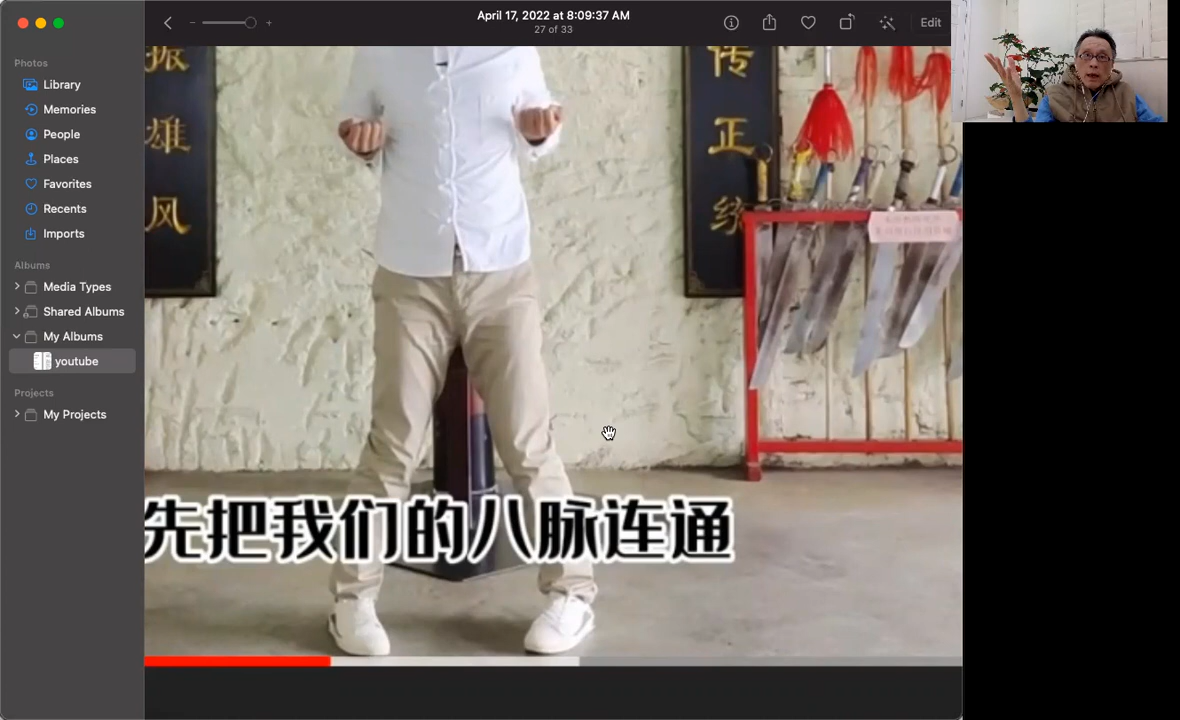 April 17, 2022 at 8:09:37 AM
27 of 33
Edit
Photos
Library
Memories
People
Places
Favorites
Recents
Imports
Albums
Media Types
Shared Albums
My Albums
youtube
Projects
My Projects
振
雄
风
传
正
统
先把我们的八脉连通